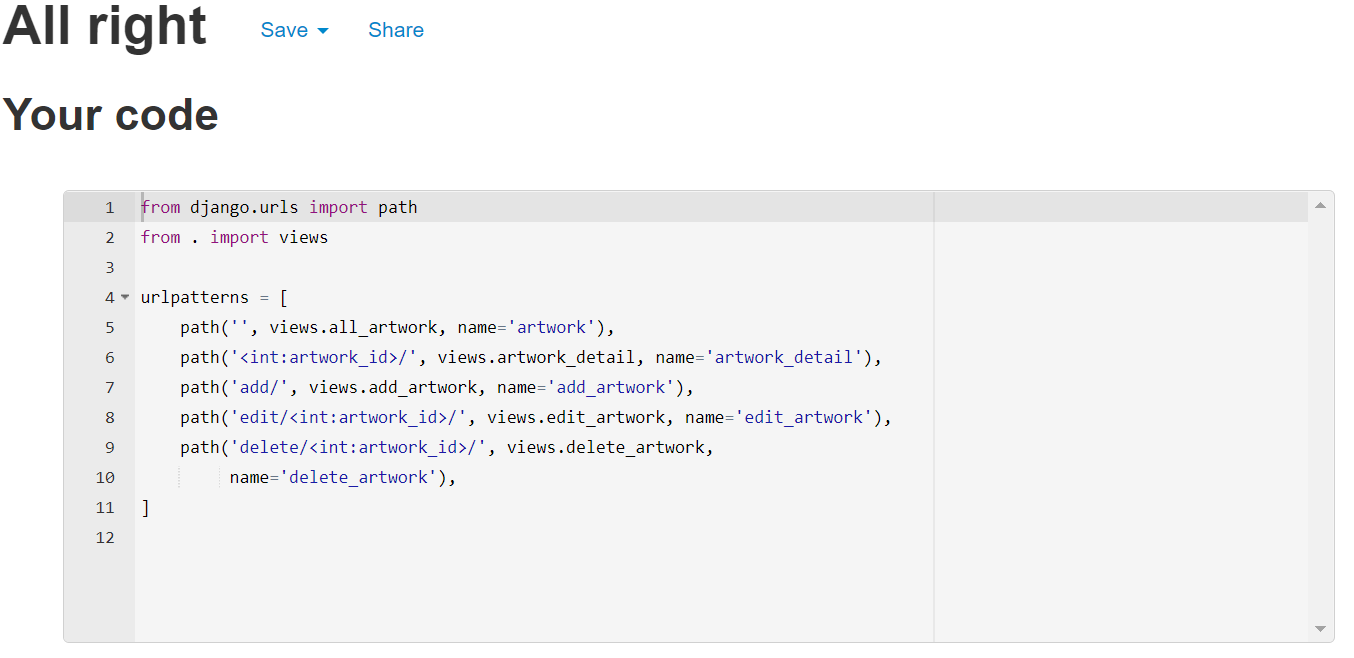 All right Save Share
Your code
1 from django.urls import path
2 from . import views
3
4 urlpatterns = [
5     path('', views.all_artwork, name='artwork'),
6     path('<int:artwork_id>/', views.artwork_detail, name='artwork_detail'),
7     path('add/', views.add_artwork, name='add_artwork'),
8     path('edit/<int:artwork_id>/', views.edit_artwork, name='edit_artwork'),
9     path('delete/<int:artwork_id>/', views.delete_artwork,
10          name='delete_artwork'),
11 ]
12